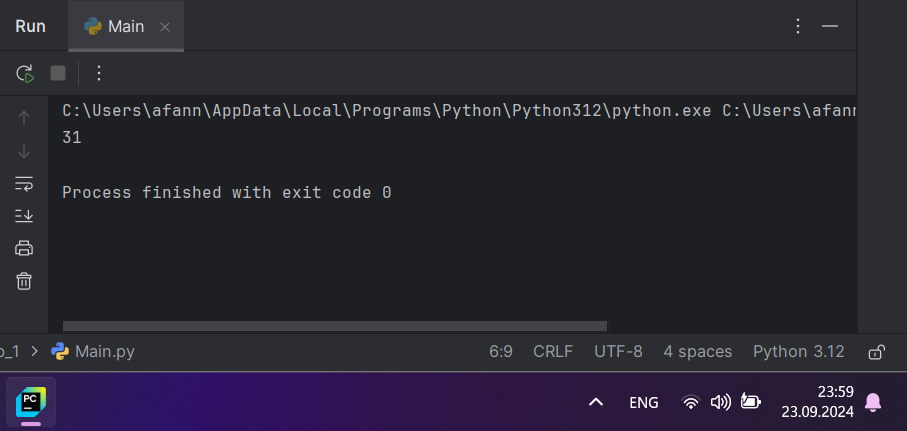 Run Main
C:\Users\afann\AppData\Local\Programs\Python\Python312\python.exe C:\Users\afann
31
Process finished with exit code 0
_1 > Main.py 6:9 CRLF UTF-8 4 spaces Python 3.12
PC ENG 23:59
23.09.2024